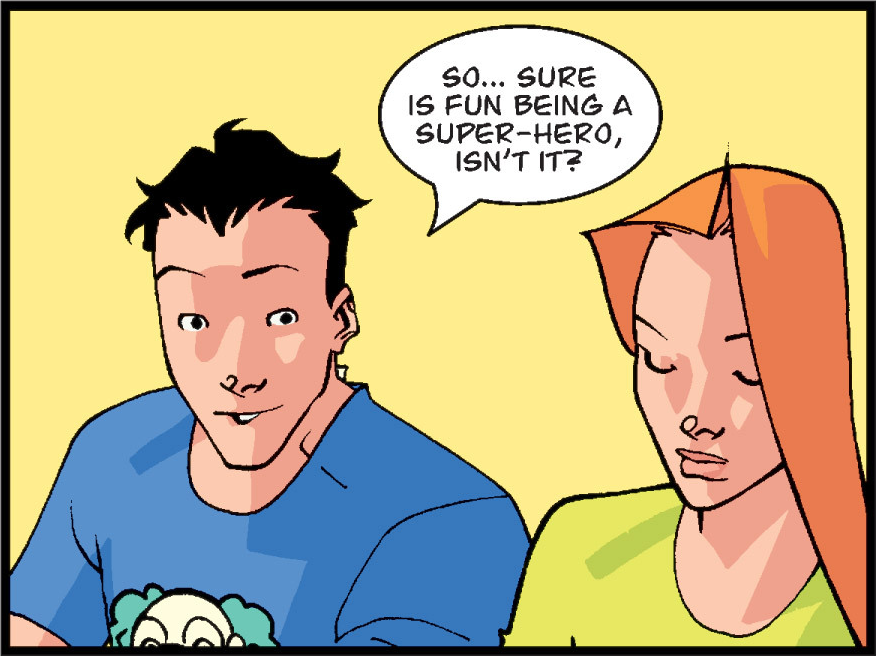 SO... SURE
IS FUN BEING A
SUPER-HERO,
ISN'T IT?